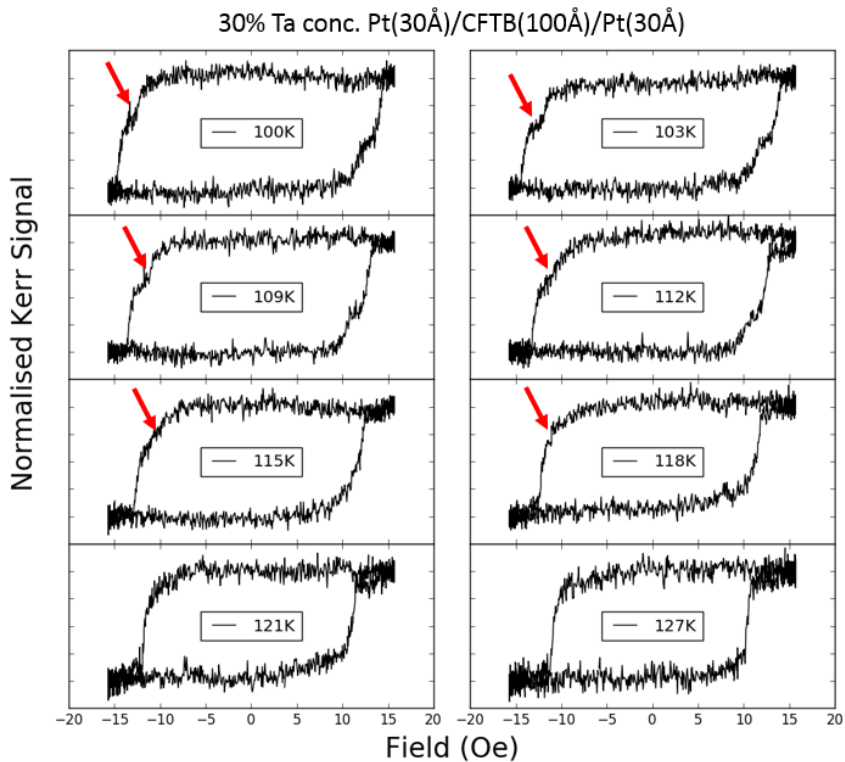 30% Ta conc. Pt(30Å)/CFTB(100Å)/Pt(30Å)
Normalised Kerr Signal
100K
103K
109K
112K
115K
118K
121K
127K
−20 −15 −10 −5 0 5 10 15 20
−20 −15 −10 −5 0 5 10 15 20
Field (Oe)